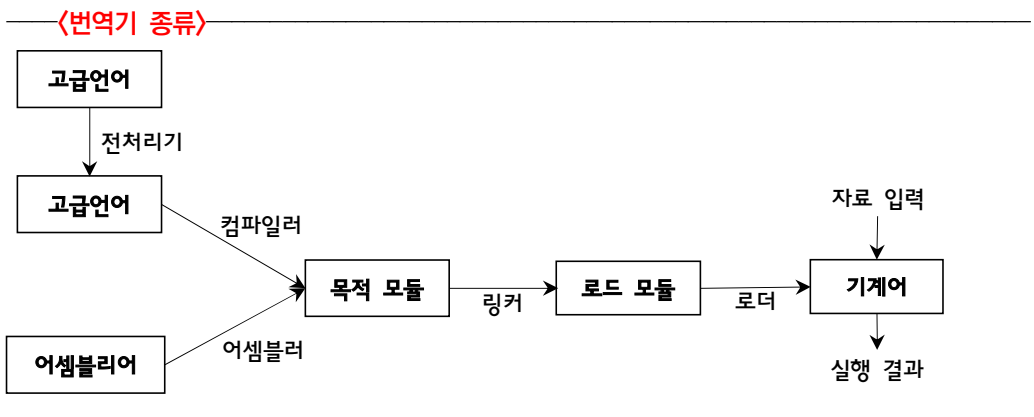 <번역기 종류>
고급언어
전처리기
고급언어
컴파일러
자료 입력
목적 모듈
링커
로드 모듈
로더
기계어
어셈블리어
어셈블러
실행 결과